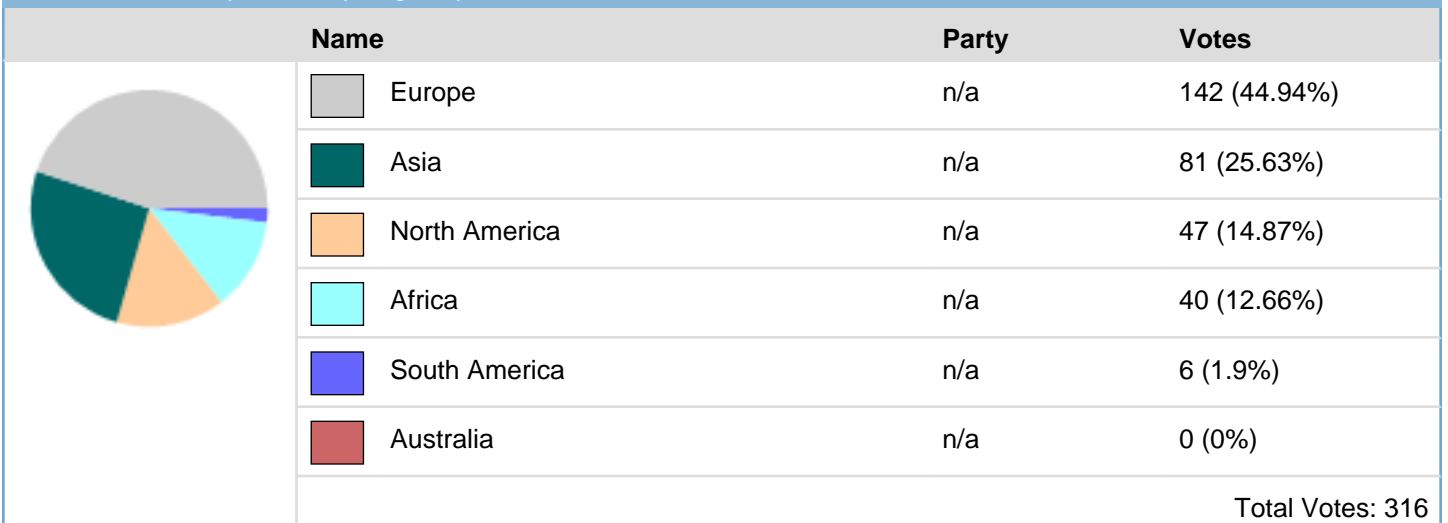 Name Party Votes
Europe n/a 142 (44.94%)
Asia n/a 81 (25.63%)
North America n/a 47 (14.87%)
Africa n/a 40 (12.66%)
South America n/a 6 (1.9%)
Australia n/a 0 (0%)
Total Votes: 316